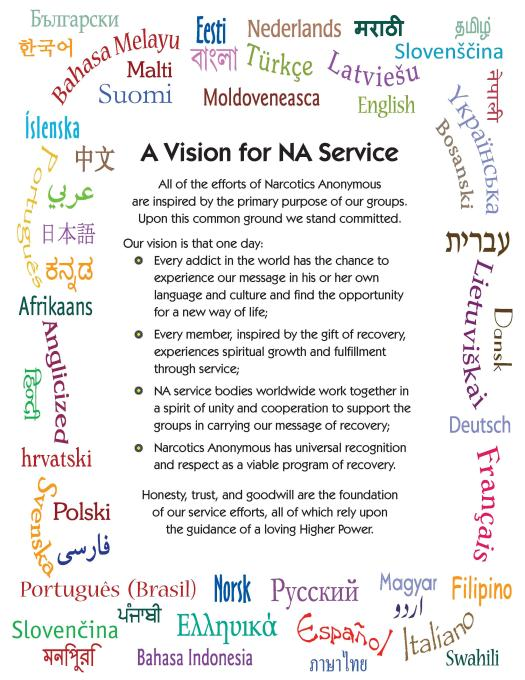 Български
Eesti
Nederlands
मराठी
தமிழ்
한국어
Bahasa Melayu
বাংলা
Türkçe
Latviešu
Slovenščina
Malti
Suomi
Moldoveneasca
English
नेपाली
Українська
Bosanski
Íslenska
Português
中文
عربي
日本語
ಕನ್ನಡ
Afrikaans
Anglicized
हिन्दी
hrvatski
Svenska
Polski
فارسی
A Vision for NA Service
All of the efforts of Narcotics Anonymous
are inspired by the primary purpose of our groups.
Upon this common ground we stand committed.
Our vision is that one day:
Every addict in the world has the chance to
experience our message in his or her own
language and culture and find the opportunity
for a new way of life;
Every member, inspired by the gift of recovery,
experiences spiritual growth and fulfillment
through service;
NA service bodies worldwide work together in
a spirit of unity and cooperation to support the
groups in carrying our message of recovery;
Narcotics Anonymous has universal recognition
and respect as a viable program of recovery.
Honesty, trust, and goodwill are the foundation
of our service efforts, all of which rely upon
the guidance of a loving Higher Power.
עברית
Lietuviškai
Dansk
Deutsch
Français
Português (Brasil)
Norsk
Русский
Magyar
Filipino
ਪੰਜਾਬੀ
اردو
Slovenčina
Ελληνικά
Español
Italiano
মনিপুরি
Bahasa Indonesia
ภาษาไทย
Swahili